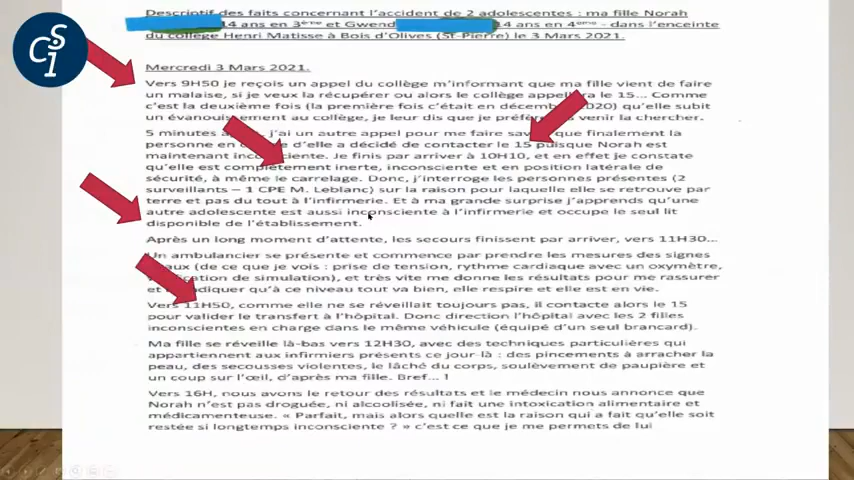 CSI
Descriptif des faits concernant l'accident de 2 adolescentes : ma fille Norah
14 ans en 3ème et Gwend 14 ans en 4ème - dans l'enceinte
du collège Henri Matisse à Bois d'Olives (St-Pierre) le 3 Mars 2021.
Mercredi 3 Mars 2021.
Vers 9H50 je reçois un appel du collège m'informant que ma fille vient de faire
un malaise, si je veux la récupérer ou alors le collège appellera le 15... Comme
c'est la deuxième fois (la première fois c'était en décembre 2020) qu'elle subit
un évanouissement au collège, je leur dis que je préfère venir la chercher.
5 minutes j'ai un autre appel pour me faire savoir que finalement la
personne en d'elle a décidé de contacter le 15 puisque Norah est
maintenant inconsciente. Je finis par arriver à 10H10, et en effet je constate
qu'elle est complètement inerte, inconsciente et en position latérale de
sécurité, à même le carrelage. Donc, j'interroge les personnes présentes (2
surveillants – 1 CPE M. Leblanc) sur la raison pour laquelle elle se retrouve par
terre et pas du tout à l'infirmerie. Et à ma grande surprise j'apprends qu'une
autre adolescente est aussi inconsciente à l'infirmerie et occupe le seul lit
disponible de l'établissement.
Après un long moment d'attente, les secours finissent par arriver, vers 11H30...
Un ambulancier se présente et commence par prendre les mesures des signes
(de ce que je vois : prise de tension, rythme cardiaque avec un oxymètre,
de simulation), et très vite me donne les résultats pour me rassurer
et qu'à ce niveau tout va bien, elle respire et elle est en vie.
Vers 11H50, comme elle ne se réveillait toujours pas, il contacte alors le 15
pour valider le transfert à l'hôpital. Donc direction l'hôpital avec les 2 filles
inconscientes en charge dans le même véhicule (équipé d'un seul brancard).
Ma fille se réveille là-bas vers 12H30, avec des techniques particulières qui
appartiennent aux infirmiers présents ce jour-là : des pincements à arracher la
peau, des secousses violentes, le lâché du corps, soulèvement de paupière et
un coup sur l'œil, d'après ma fille. Bref... !
Vers 16H, nous avons le retour des résultats et le médecin nous annonce que
Norah n'est pas droguée, ni alcoolisée, ni fait une intoxication alimentaire et
médicamenteuse. « Parfait, mais alors quelle est la raison qui a fait qu'elle soit
restée si longtemps inconsciente ? » c'est ce que je me permets de lui